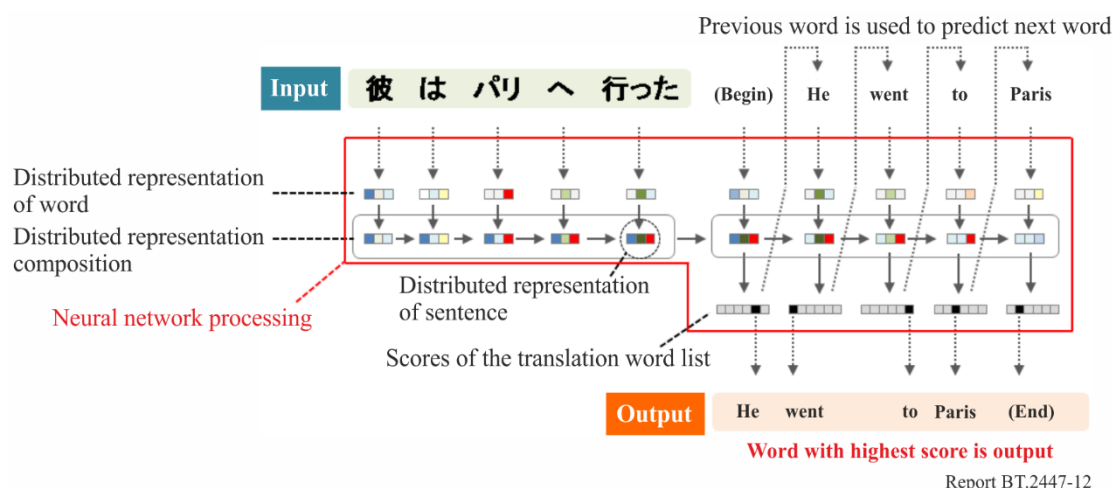 Previous word is used to predict next word
Input
彼 は パリ へ 行った
(Begin) He went to Paris
Distributed representation
of word
Distributed representation
composition
Distributed representation
of sentence
Neural network processing
Scores of the translation word list
Output
He went to Paris (End)
Word with highest score is output
Report BT.2447-12